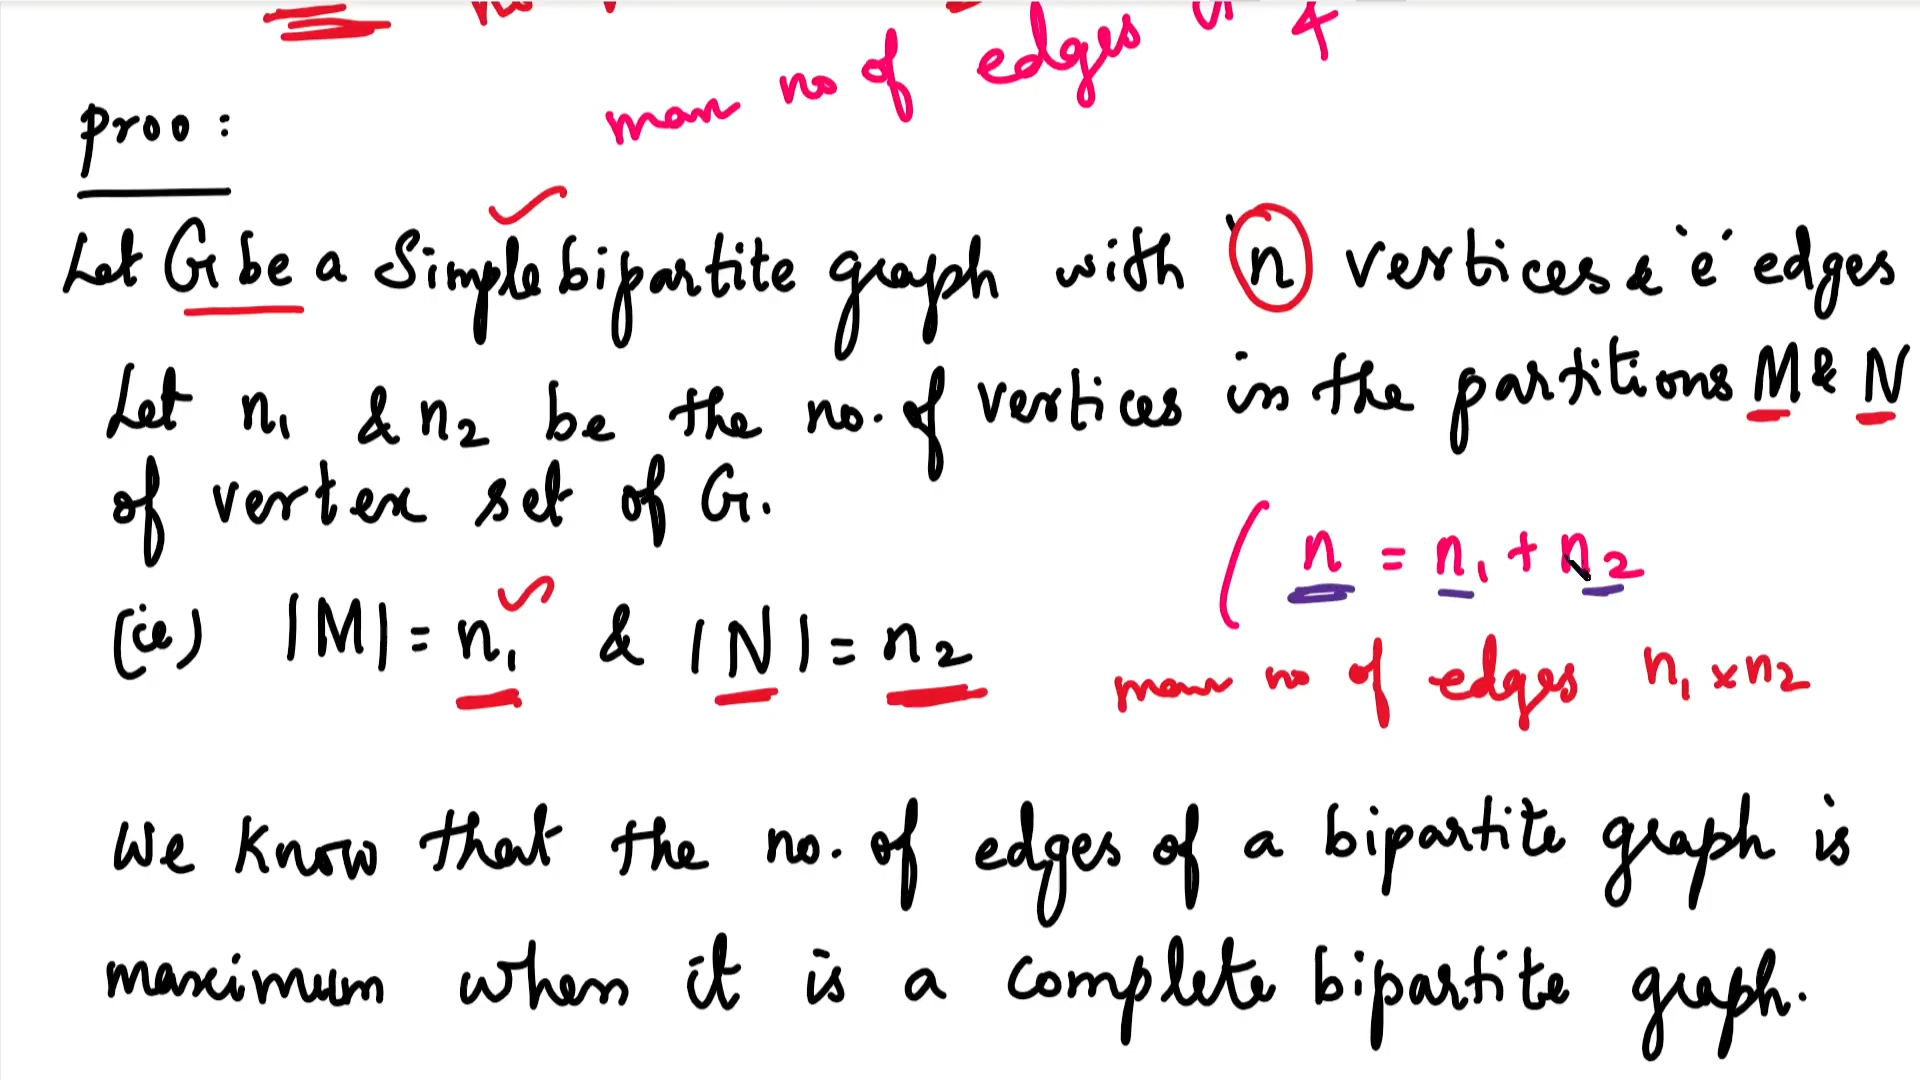 no
max no of edges is 4
proo :
Let G be a Simple bipartite graph with 'n' vertices & 'e' edges
Let n₁ & n₂ be the no. of vertices in the partitions M & N
of vertex set of G.
( n = n₁ + n₂
(ie) |M| = n₁ & |N| = n₂
max no of edges n₁ x n₂
We know that the no. of edges of a bipartite graph is
maximum when it is a complete bipartite graph.